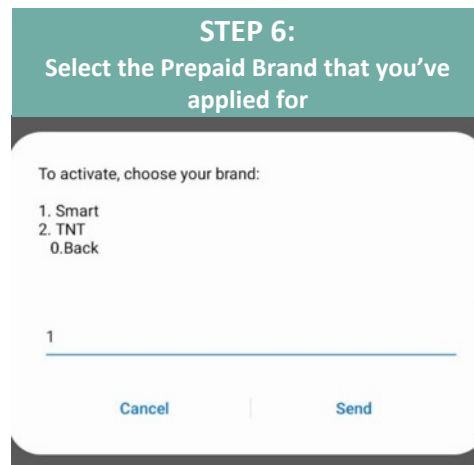 STEP 6:
Select the Prepaid Brand that you’ve
applied for
To activate, choose your brand:
1. Smart
2. TNT
0.Back
1
Cancel
Send